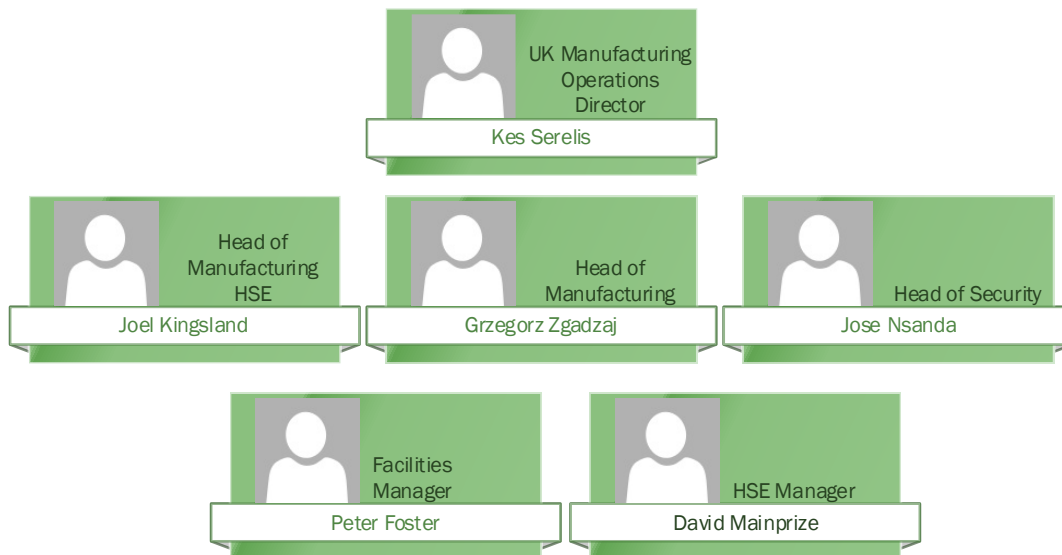 UK Manufacturing
Operations
Director
Kes Serelis
Head of
Manufacturing
HSE
Joel Kingsland
Head of
Manufacturing
Grzegorz Zgadzaj
Head of Security
Jose Nsanda
Facilities
Manager
Peter Foster
HSE Manager
David Mainprize